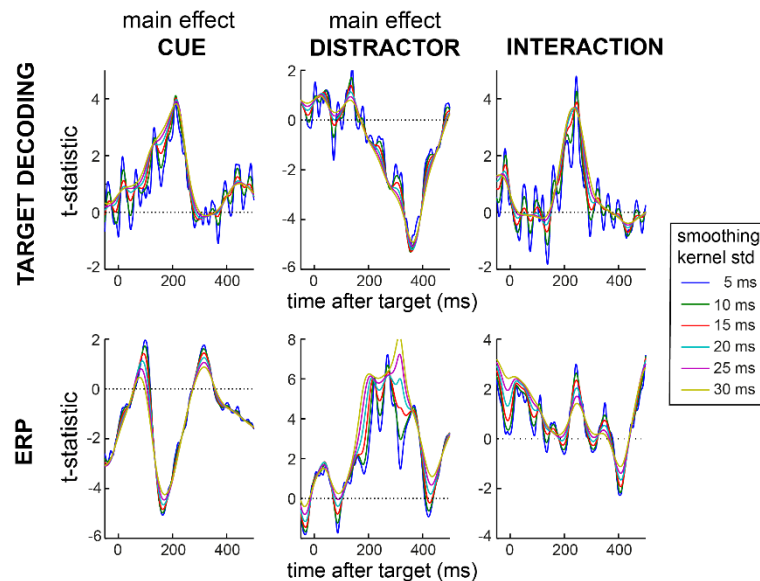 main effect
CUE
main effect
DISTRACTOR
INTERACTION
TARGET DECODING
t-statistic
4
2
0
-2
0 200 400
2
0
-2
-4
-6
0 200 400
4
2
0
-2
0 200 400
time after target (ms)
smoothing
kernel std
5 ms
10 ms
15 ms
20 ms
25 ms
30 ms
ERP
t-statistic
2
0
-2
-4
-6
0 200 400
8
6
4
2
0
0 200 400
4
2
0
-2
-4
0 200 400
time after target (ms)